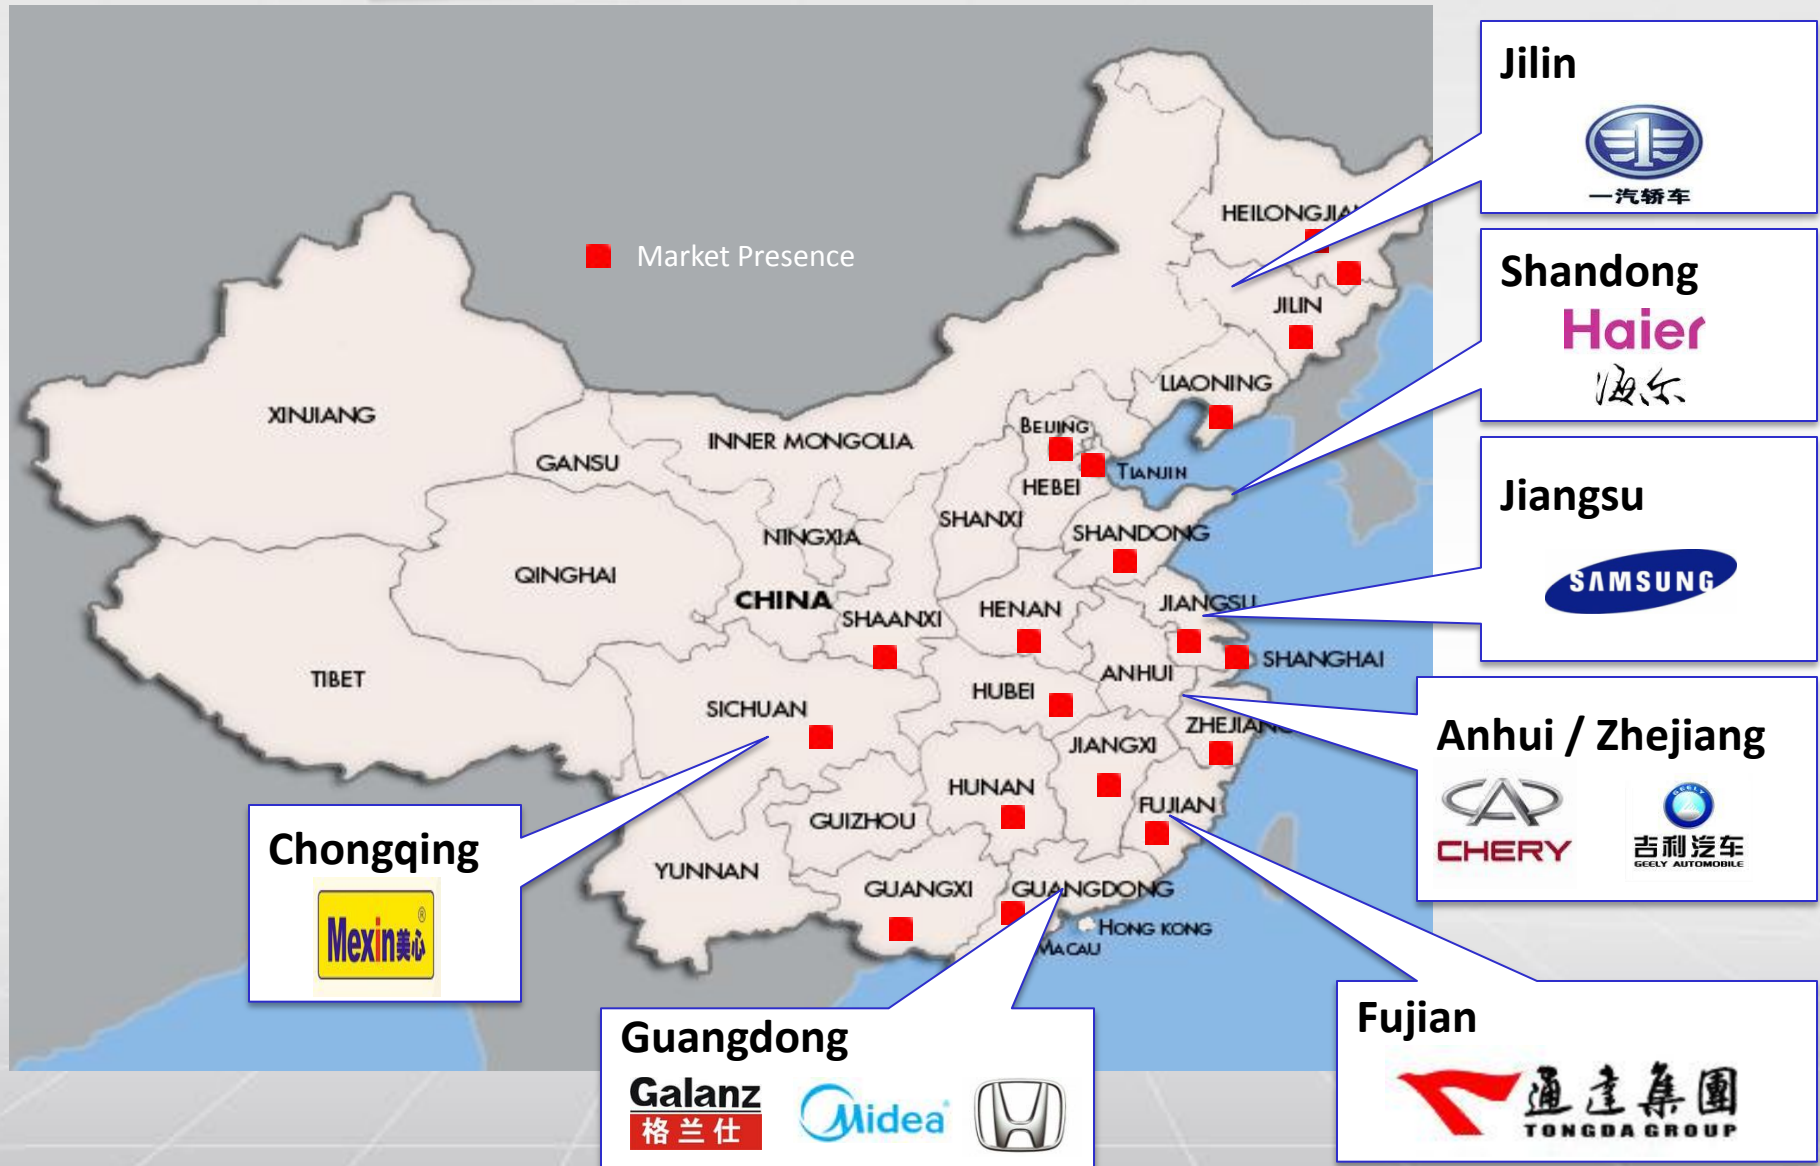 Market Presence
XINJIANG
GANSU
INNER MONGOLIA
QINGHAI
TIBET
NINGXIA
CHINA
SHAANXI
SHANXI
HEBEI
BEIJING
TIANJIN
LIAONING
JILIN
SHANDONG
HENAN
JIANGSU
SHANGHAI
ANHUI
HUBEI
SICHUAN
ZHEJIANG
JIANGXI
HUNAN
FUJIAN
GUIZHOU
YUNNAN
GUANGXI
GUANGDONG
HONG KONG
MACAU
Jilin
一汽轿车
Shandong
Haier
海尔
Jiangsu
SAMSUNG
Anhui / Zhejiang
CHERY
GEELY
吉利汽车
GEELY AUTOMOBILE
Chongqing
Mexin美心®
Guangdong
Galanz
格兰仕
Midea
Fujian
通達集團
TONGDA GROUP